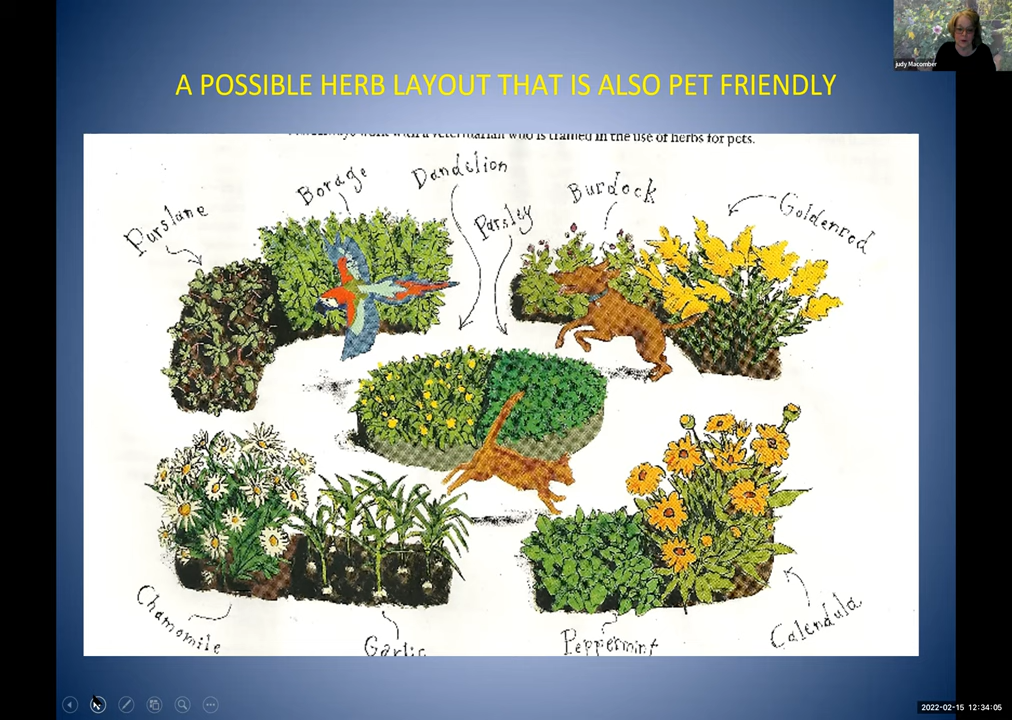 judy Macomber
A POSSIBLE HERB LAYOUT THAT IS ALSO PET FRIENDLY
work with a veterinarian who is trained in the use of herbs for pets.
Borage
Dandilion
Burdock
Purslane
Parsley
Goldenrod
Chamomile
Garlic
Peppermint
Calendula
2022-02-15 12:34:05